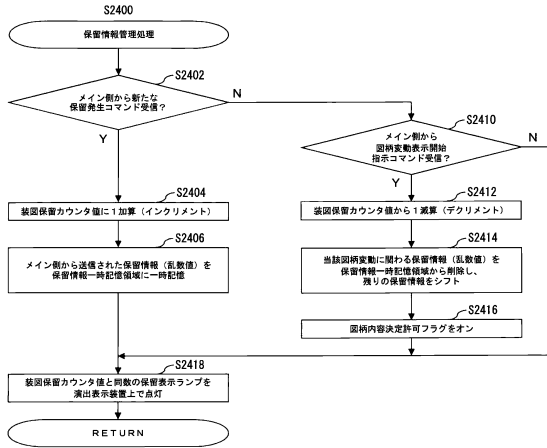 S2400
保留情報管理処理
S2402
メイン側から新たな
保留発生コマンド受信？
N
Y
S2410
メイン側から
図柄変動表示開始
指示コマンド受信？
N
Y
S2404
装図保留カウンタ値に１加算（インクリメント）
S2406
メイン側から送信された保留情報（乱数値）を
保留情報一時記憶領域に一時記憶
S2412
装図保留カウンタ値から１減算（デクリメント）
S2414
当該図柄変動に関わる保留情報（乱数値）を
保留情報一時記憶領域から削除し、
残りの保留情報をシフト
S2416
図柄内容決定許可フラグをオン
S2418
装図保留カウンタ値と同数の保留表示ランプを
演出表示装置上で点灯
ＲＥＴＵＲＮ